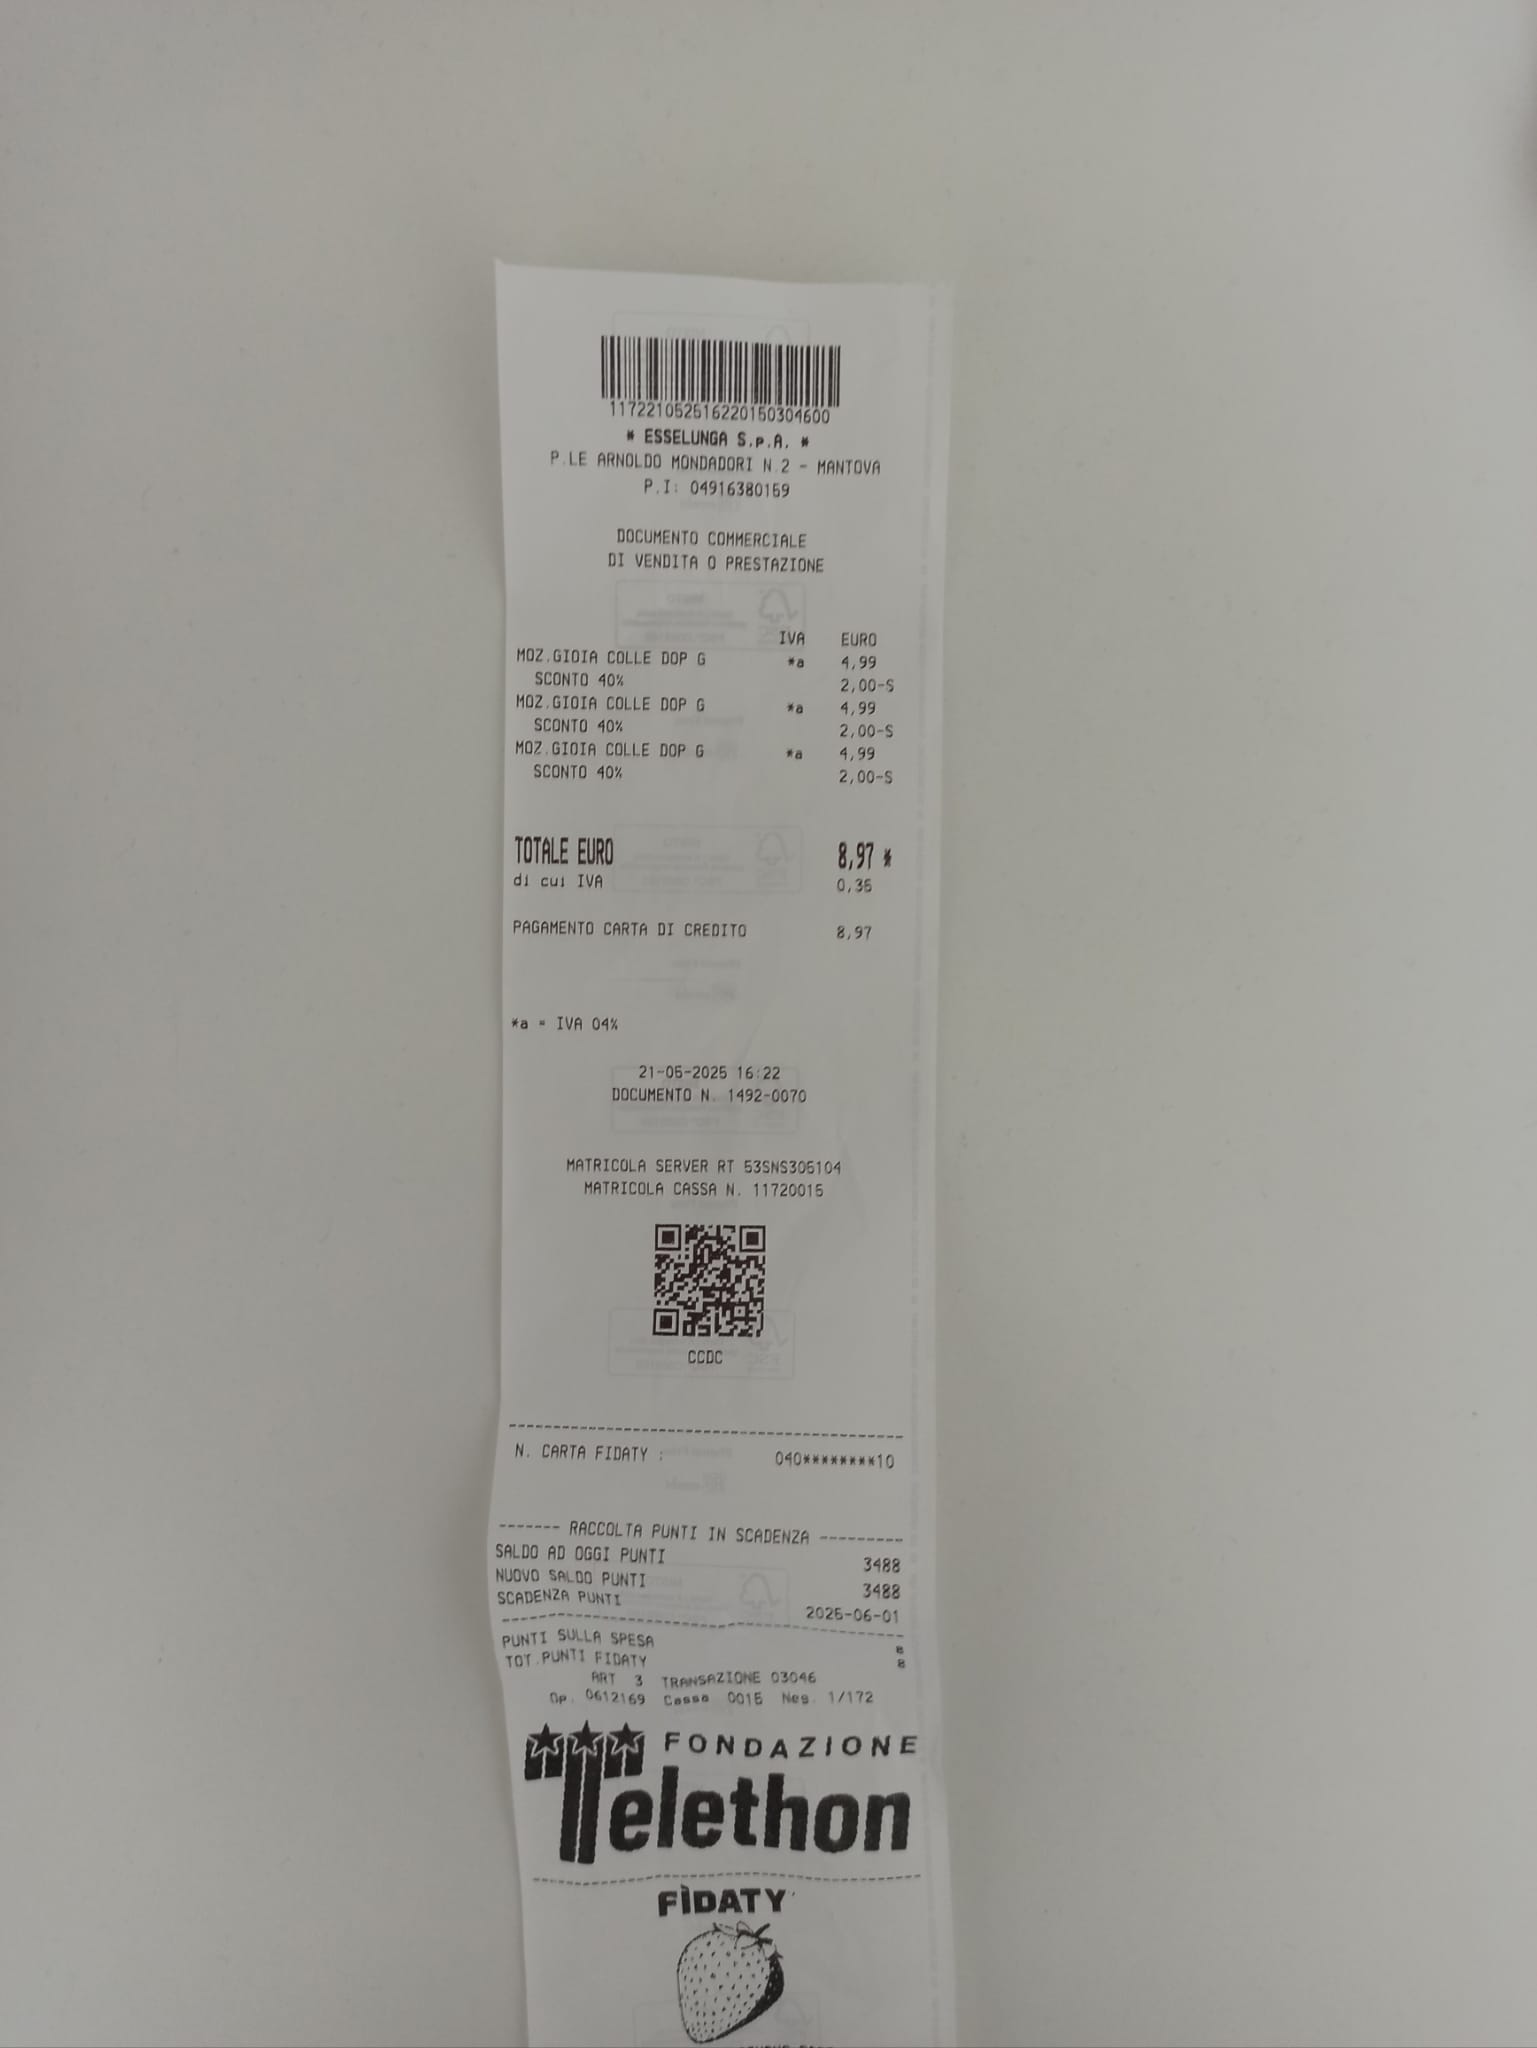 117221052516220150304600
* ESSELUNGA S.p.A. *
P.LE ARNOLDO MONDADORI N.2 - MANTOVA
P.I: 04916380159
DOCUMENTO COMMERCIALE
DI VENDITA O PRESTAZIONE
IVA EURO
MOZ.GIOIA COLLE DOP G *a 4,99
SCONTO 40% 2,00-S
MOZ.GIOIA COLLE DOP G *a 4,99
SCONTO 40% 2,00-S
MOZ.GIOIA COLLE DOP G *a 4,99
SCONTO 40% 2,00-S
TOTALE EURO 8,97 *
di cui IVA 0,35
PAGAMENTO CARTA DI CREDITO 8,97
*a = IVA 04%
21-05-2025 16:22
DOCUMENTO N. 1492-0070
MATRICOLA SERVER RT 53SNS305104
MATRICOLA CASSA N. 11720015
CCDC
N. CARTA FIDATY : 040********10
------- RACCOLTA PUNTI IN SCADENZA ---------
SALDO AD OGGI PUNTI 3488
NUOVO SALDO PUNTI 3488
SCADENZA PUNTI 2025-06-01
PUNTI SULLA SPESA 8
TOT.PUNTI FIDATY 8
ART 3 TRANSAZIONE 03046
Op. 0612169 Cassa 0015 Neg. 1/172
FONDAZIONE
Telethon
FÌDATY